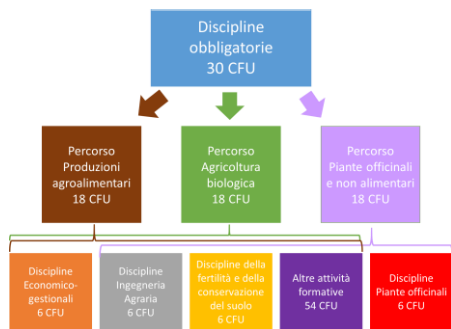 Discipline
obbligatorie
30 CFU
Percorso
Produzioni
agroalimentari
18 CFU
Percorso
Agricoltura
biologica
18 CFU
Percorso
Piante officinali
e non alimentari
18 CFU
Discipline
Economico-
gestionali
6 CFU
Discipline
Ingegneria
Agraria
6 CFU
Discipline della
fertilità e della
conservazione
del suolo
6 CFU
Altre attività
formative
54 CFU
Discipline
Piante officinali
6 CFU